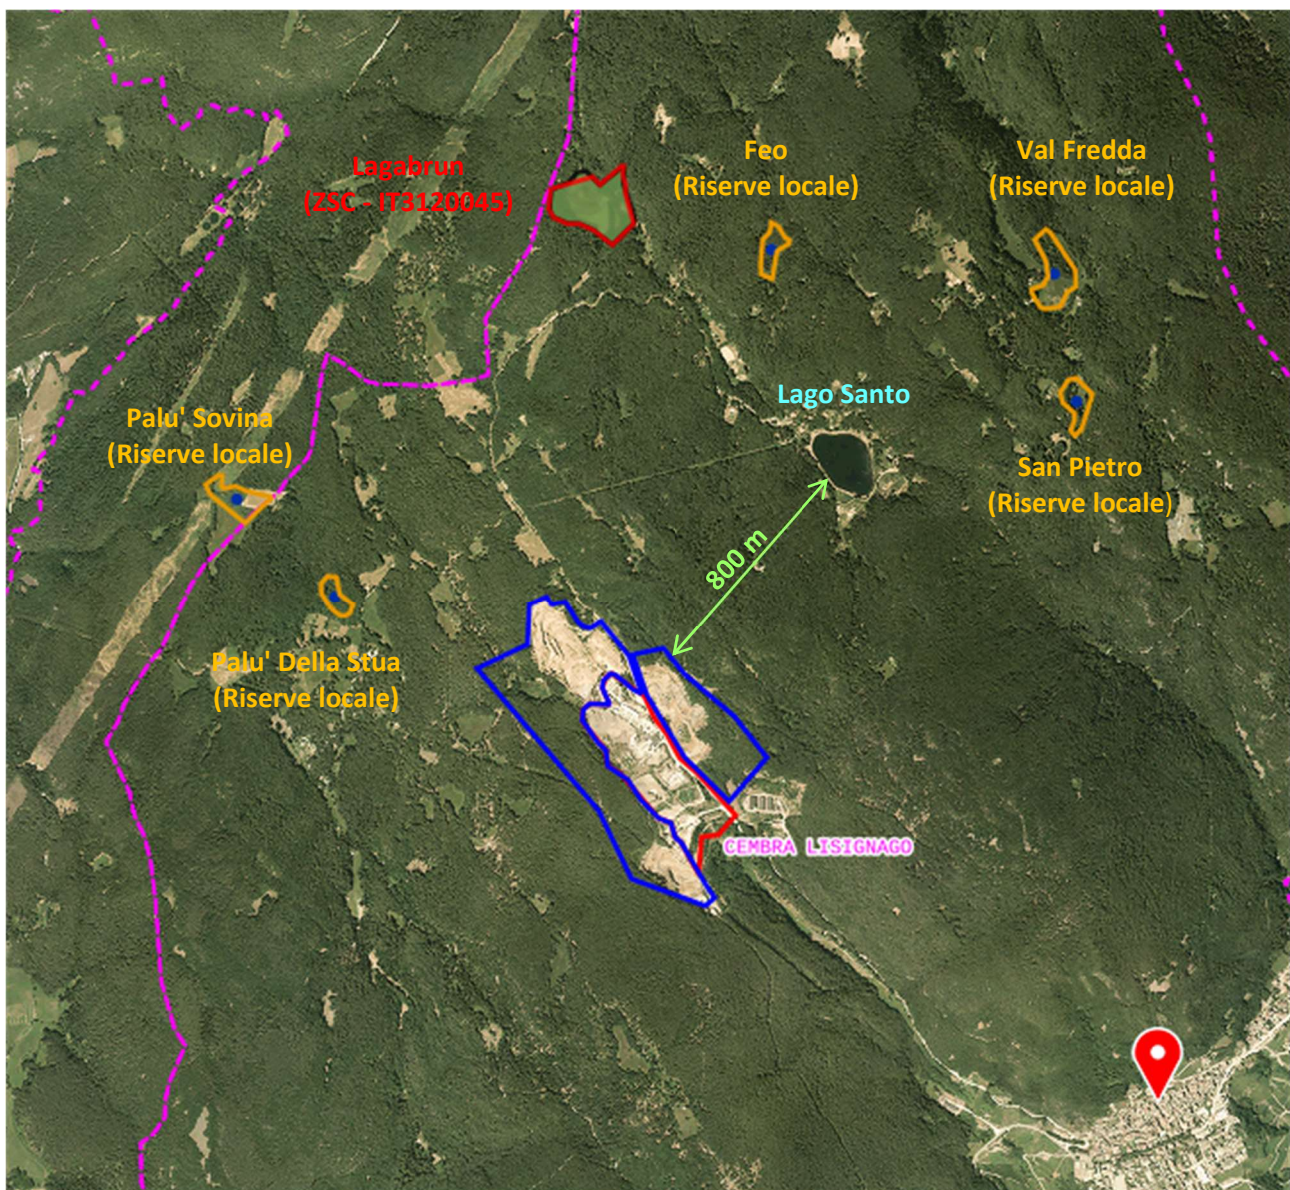 Lagabrun
(ZSC - IT3120045)
Feo
(Riserve locale)
Val Fredda
(Riserve locale)
Lago Santo
Palu' Sovina
(Riserve locale)
San Pietro
(Riserve locale)
800 m
Palu' Della Stua
(Riserve locale)
CEMBRA LISIGNAGO